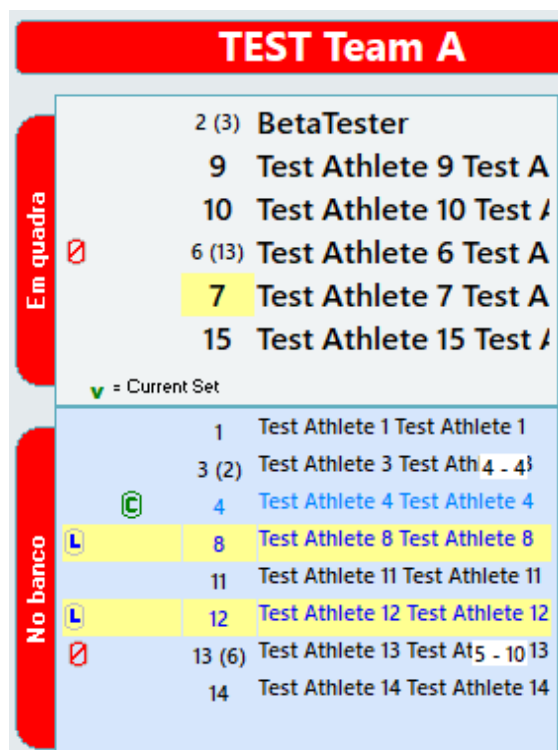 TEST Team A
Em quadra
2 (3) BetaTester
9 Test Athlete 9 Test A
10 Test Athlete 10 Test
6 (13) Test Athlete 6 Test A
7 Test Athlete 7 Test A
15 Test Athlete 15 Test
v = Current Set
No banco
1 Test Athlete 1 Test Athlete 1
3 (2) Test Athlete 3 Test Ath 4 - 4 3
C 4 Test Athlete 4 Test Athlete 4
L 8 Test Athlete 8 Test Athlete 8
11 Test Athlete 11 Test Athlete 11
L 12 Test Athlete 12 Test Athlete 12
13 (6) Test Athlete 13 Test At 5 - 10 13
14 Test Athlete 14 Test Athlete 14